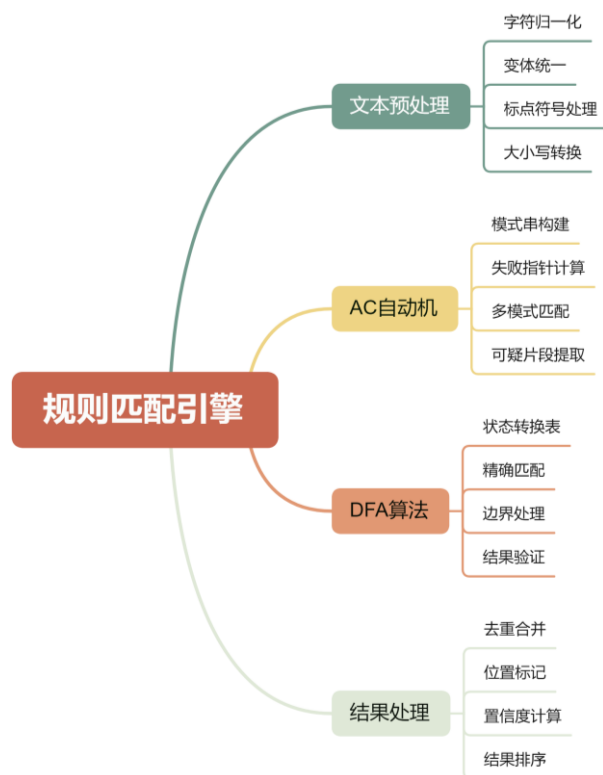 规则匹配引擎
文本预处理
字符归一化
变体统一
标点符号处理
大小写转换
AC自动机
模式串构建
失败指针计算
多模式匹配
可疑片段提取
DFA算法
状态转换表
精确匹配
边界处理
结果验证
结果处理
去重合并
位置标记
置信度计算
结果排序